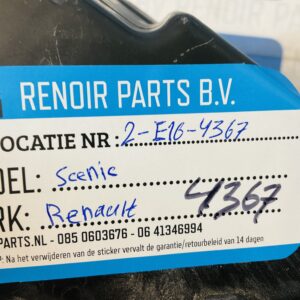 RENOIR PARTS B.V.
OCATIE NR: 2-E16-4367
DEL: Scenic
RK: Renault 4367
PARTS.NL - 085 0603676 - 06 41346994
P: Na het verwijderen van de sticker vervalt de garantie/retourbeleid van 14 dagen